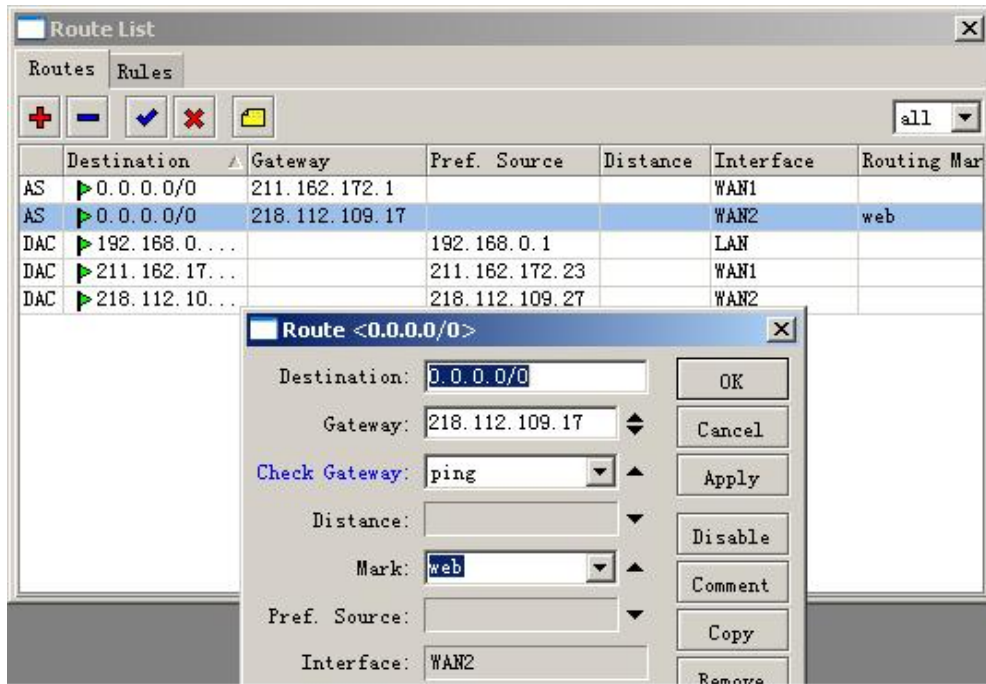 Route List
Routes Rules
all
Destination Gateway Pref. Source Distance Interface Routing Mar
AS 0.0.0.0/0 211.162.172.1 WAN1
AS 0.0.0.0/0 218.112.109.17 WAN2 web
DAC 192.168.0.... 192.168.0.1 LAN
DAC 211.162.17... 211.162.172.23 WAN1
DAC 218.112.10... 218.112.109.27 WAN2
Route <0.0.0.0/0>
Destination: 0.0.0.0/0 OK
Gateway: 218.112.109.17 Cancel
Check Gateway: ping Apply
Distance: Disable
Mark: web Comment
Pref. Source: Copy
Interface: WAN2 Remove